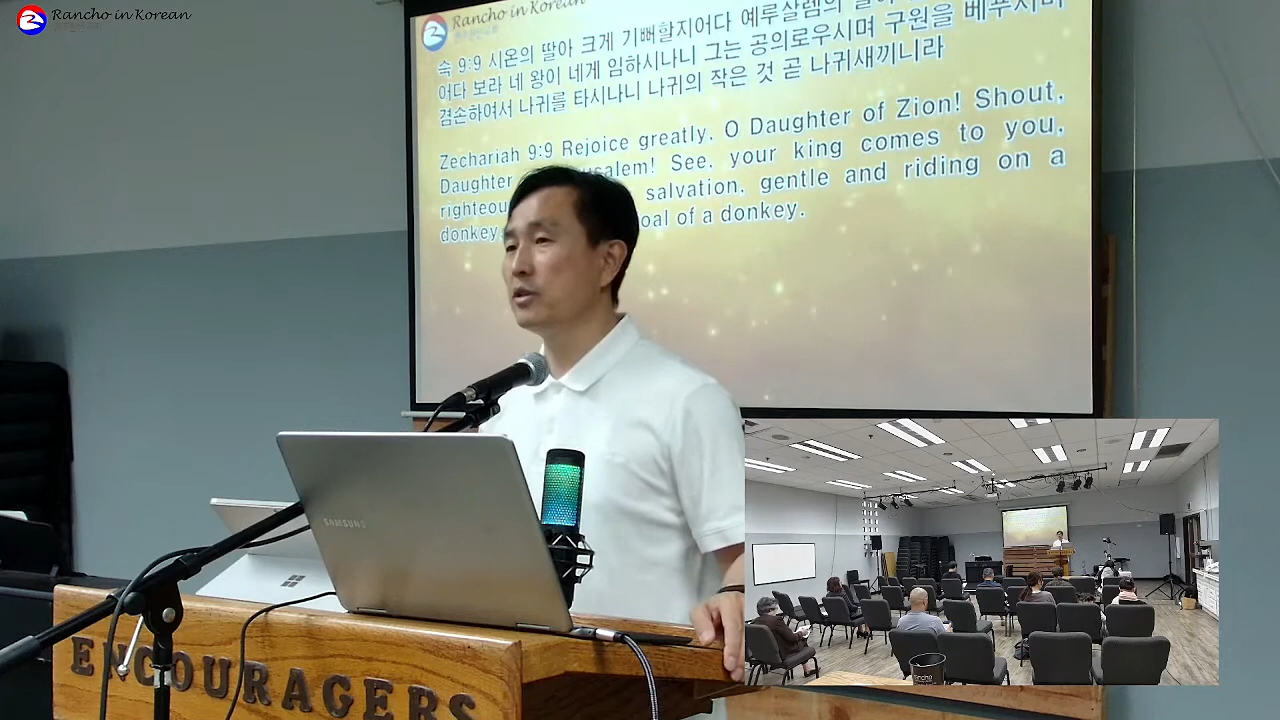 Rancho in Korean
Rancho in Korean
슥 9:9 시온의 딸아 크게 기뻐할지어다 예루살렘의
어다 보라 네 왕이 네게 임하시나니 그는 공의로우시며 구원을 베푸시며
겸손하여서 나귀를 타시나니 나귀의 작은 것 곧 나귀새끼니라
Zechariah 9:9 Rejoice greatly, O Daughter of Zion! Shout,
Daughter usalem! See, your king comes to you,
righteou salvation, gentle and riding on a
donkey, oal of a donkey.
SAMSUNG
ENCOURAGERS
Rancho